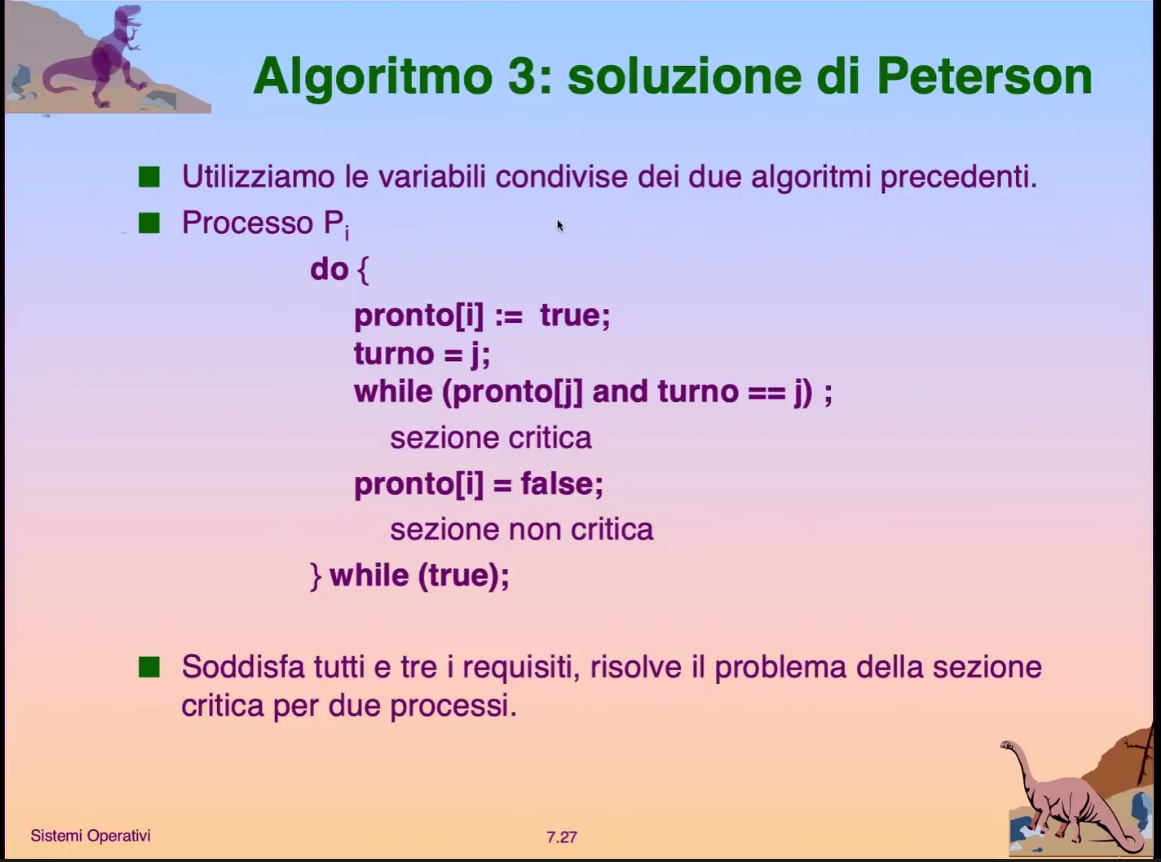 Algoritmo 3: soluzione di Peterson
Utilizziamo le variabili condivise dei due algoritmi precedenti.
Processo Pi
do {
pronto[i] := true;
turno = j;
while (pronto[j] and turno == j) ;
sezione critica
pronto[i] = false;
sezione non critica
} while (true);
Soddisfa tutti e tre i requisiti, risolve il problema della sezione
critica per due processi.
Sistemi Operativi
7.27